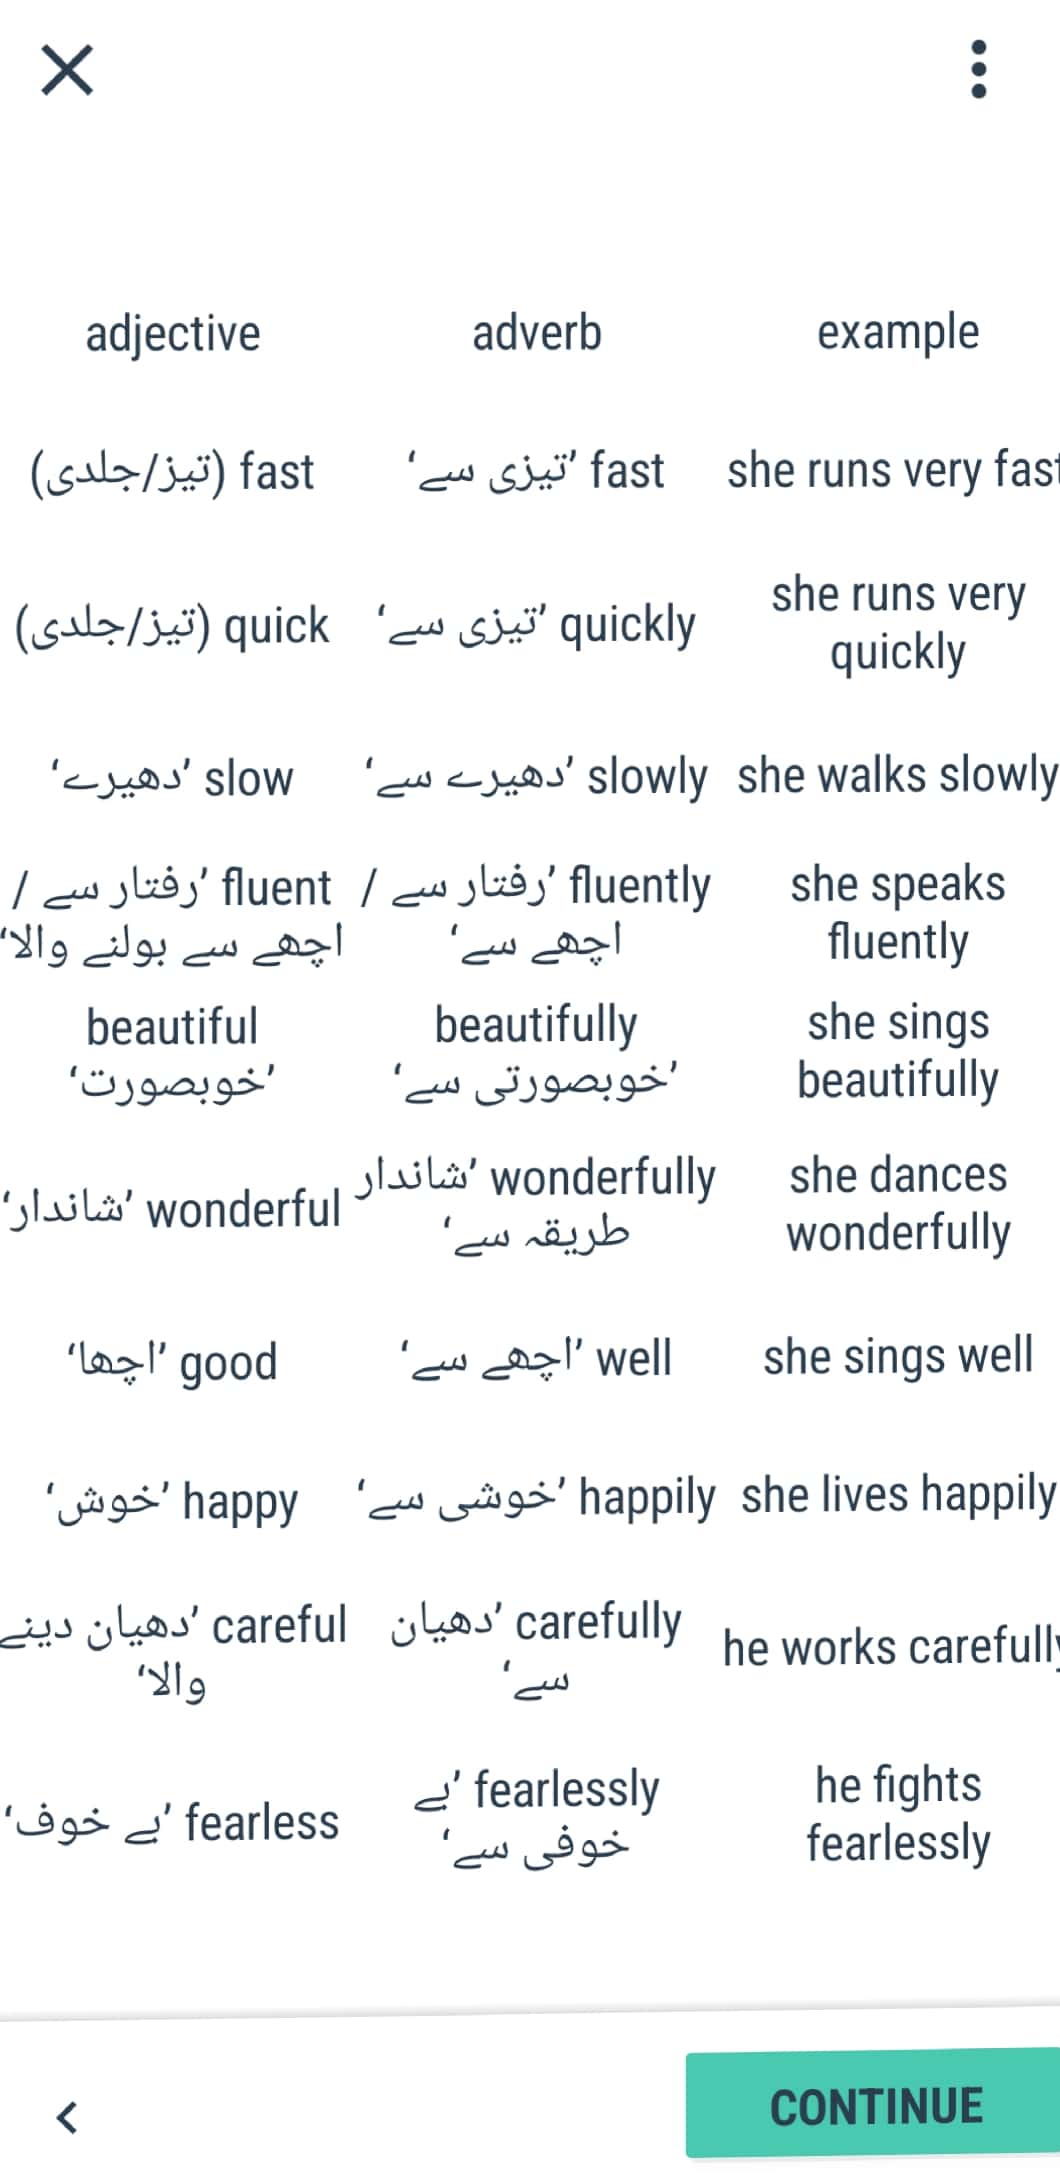 adjective adverb example
fast (تیز/جلدی) fast ’تیزی سے‘ she runs very fast
quick (تیز/جلدی) quickly ’تیزی سے‘ she runs very
quickly
slow ’دھیرے‘ slowly ’دھیرے سے‘ she walks slowly
fluent ’رفتار سے / fluently ’رفتار سے / she speaks
اچھے سے بولنے والا‘ اچھے سے‘ fluently
beautiful beautifully she sings
’خوبصورت‘ ’خوبصورتی سے‘ beautifully
wonderful ’شاندار‘ wonderfully ’شاندار she dances
طریقہ سے‘ wonderfully
good ’اچھا‘ well ’اچھے سے‘ she sings well
happy ’خوش‘ happily ’خوشی سے‘ she lives happily
careful ’دھیان دینے carefully ’دھیان he works carefully
والا‘ سے‘
fearless ’بے خوف‘ fearlessly ’بے he fights
خوفی سے‘ fearlessly
CONTINUE